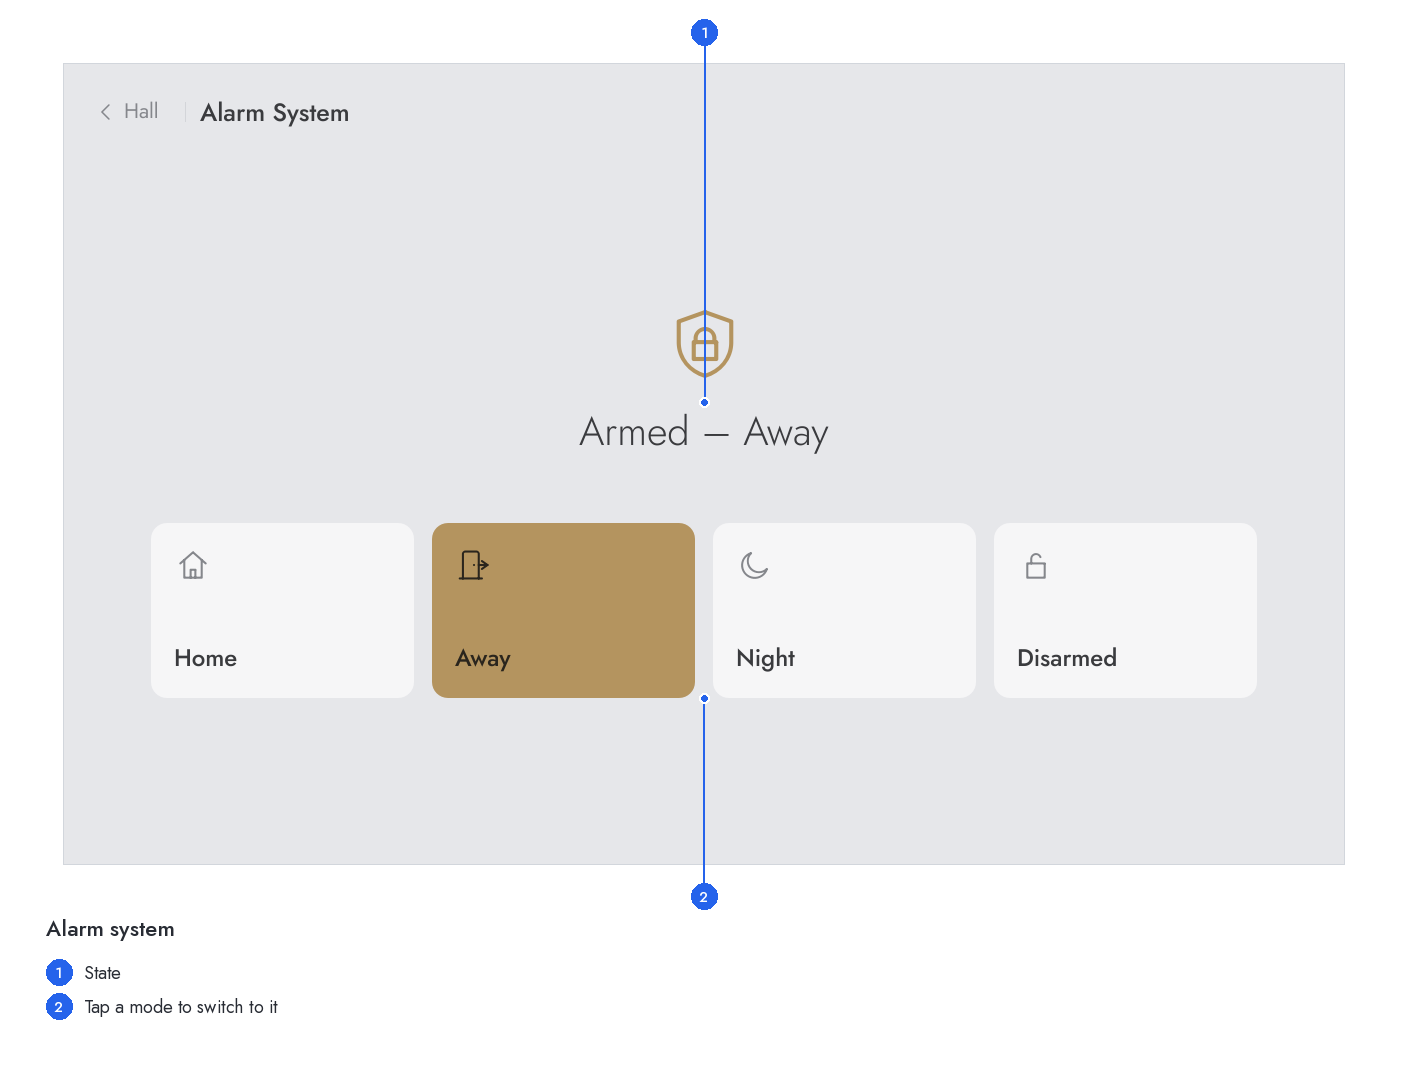 1
Hall
Alarm System
Armed – Away
Home
Away
Night
Disarmed
2
Alarm system
1 State
2 Tap a mode to switch to it